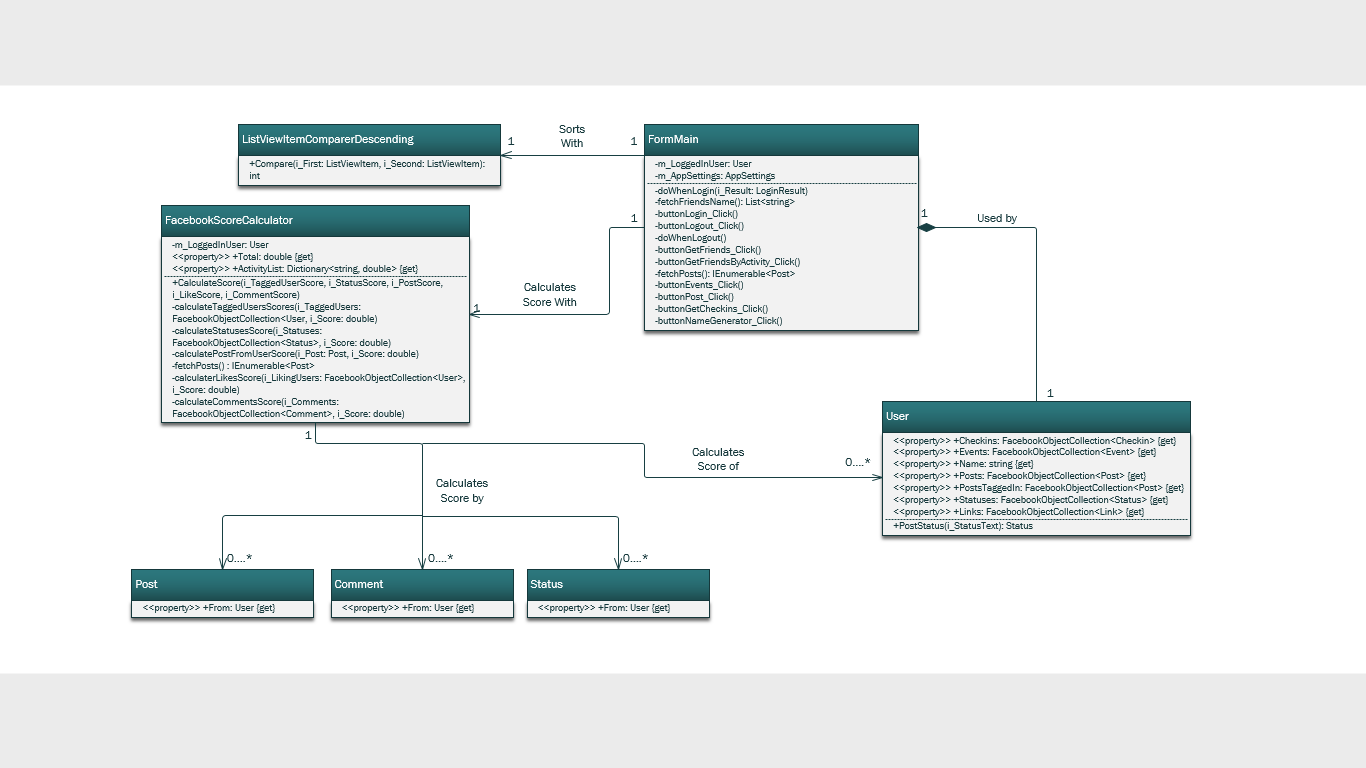 ListViewItemComparerDescending
+Compare(i_First: ListViewItem, i_Second: ListViewItem):
int
1
Sorts
With
1
FormMain
-m_LoggedInUser: User
-m_AppSettings: AppSettings
-doWhenLogin(i_Result: LoginResult)
-fetchFriendsName(): List<string>
-buttonLogin_Click()
-buttonLogout_Click()
-doWhenLogout()
-buttonGetFriends_Click()
-buttonGetFriendsByActivity_Click()
-fetchPosts(): IEnumerable<Post>
-buttonEvents_Click()
-buttonPost_Click()
-buttonGetCheckins_Click()
-buttonNameGenerator_Click()
1
Used by
1
FacebookScoreCalculator
-m_LoggedInUser: User
<<property>> +Total: double {get}
<<property>> +ActivityList: Dictionary<string, double> {get}
+CalculateScore(i_TaggedUserScore, i_StatusScore, i_PostScore,
i_LikeScore, i_CommentScore)
-calculateTaggedUsersScores(i_TaggedUsers:
FacebookObjectCollection<User, i_Score: double)
-calculateStatusesScore(i_Statuses:
FacebookObjectCollection<Status>, i_Score: double)
-calculatePostFromUserScore(i_Post: Post, i_Score: double)
-fetchPosts() : IEnumerable<Post>
-calculaterLikesScore(i_LikingUsers: FacebookObjectCollection<User>,
i_Score: double)
-calculateCommentsScore(i_Comments:
FacebookObjectCollection<Comment>, i_Score: double)
1
Calculates
Score With
1
User
<<property>> +Checkins: FacebookObjectCollection<Checkin> {get}
<<property>> +Events: FacebookObjectCollection<Event> {get}
<<property>> +Name: string {get}
<<property>> +Posts: FacebookObjectCollection<Post> {get}
<<property>> +PostsTaggedIn: FacebookObjectCollection<Post> {get}
<<property>> +Statuses: FacebookObjectCollection<Status> {get}
<<property>> +Links: FacebookObjectCollection<Link> {get}
+PostStatus(i_StatusText): Status
1
Calculates
Score of
0....*
Calculates
Score by
0....*
0....*
0....*
Post
<<property>> +From: User {get}
Comment
<<property>> +From: User {get}
Status
<<property>> +From: User {get}